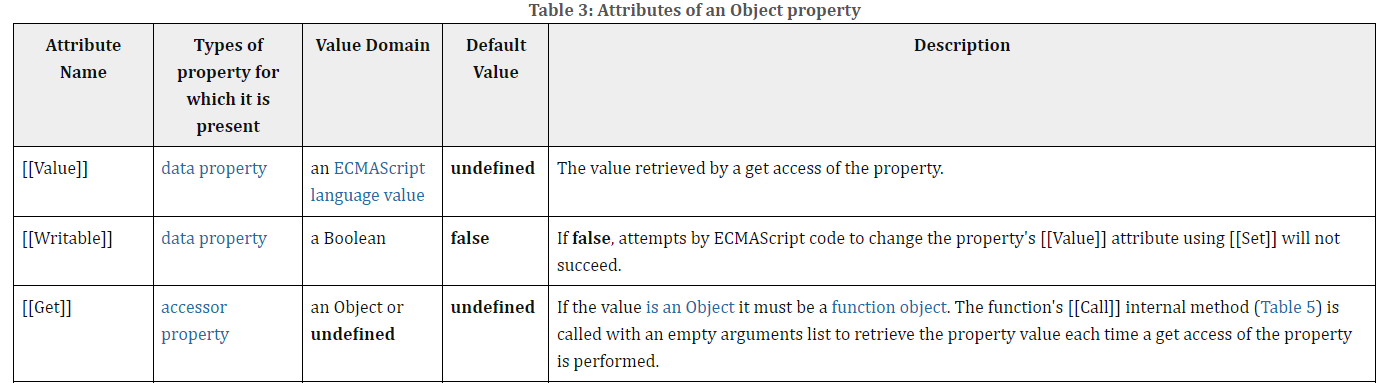 Table 3: Attributes of an Object property
Attribute
Name
Types of
property for
which it is
present
Value Domain
Default
Value
Description
[[Value]]
data property
an ECMAScript
language value
undefined
The value retrieved by a get access of the property.
[[Writable]]
data property
a Boolean
false
If false, attempts by ECMAScript code to change the property's [[Value]] attribute using [[Set]] will not
succeed.
[[Get]]
accessor
property
an Object or
undefined
undefined
If the value is an Object it must be a function object. The function's [[Call]] internal method (Table 5) is
called with an empty arguments list to retrieve the property value each time a get access of the property
is performed.